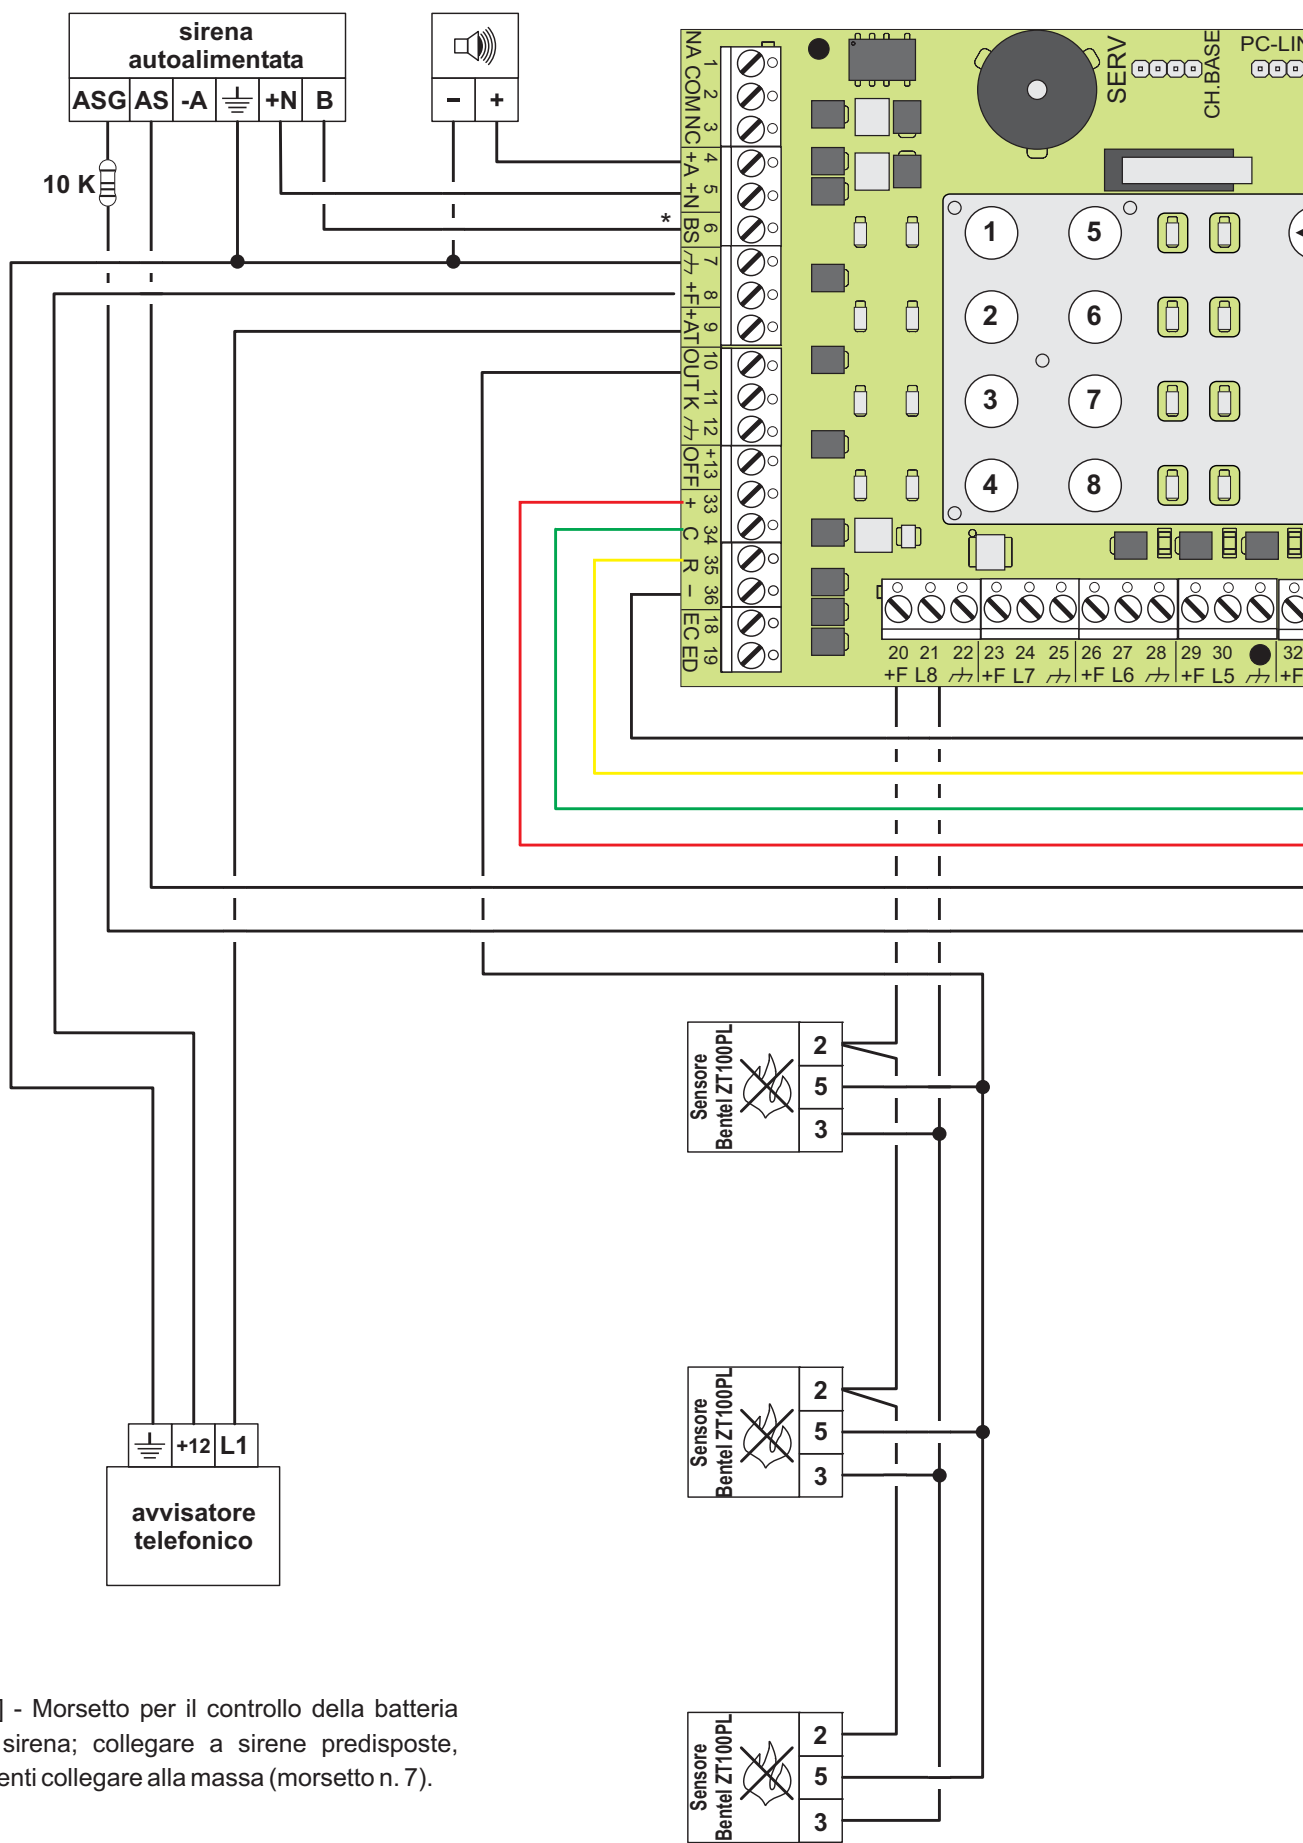 sirena
autoalimentata
ASG AS -A +N B
- +
10 K
NA COM NC
1 2 3
+A +N BS
4 5 6
*
+F +AT
7 8 9
OUT K
10 11 12
+ OFF
13
+ C R -
33 34 35 36
EC ED
18 19
SERV
CH.BASE
PC-LIN
1 5
2 6
3 7
4 8
20 21 22 23 24 25 26 27 28 29 30 32
+F L8 +F L7 +F L6 +F L5 +F
Sensore
Bentel ZT100PL
2
5
3
Sensore
Bentel ZT100PL
2
5
3
+12 L1
avvisatore
telefonico
] - Morsetto per il controllo della batteria
sirena; collegare a sirene predisposte,
enti collegare alla massa (morsetto n. 7).
Sensore
Bentel ZT100PL
2
5
3